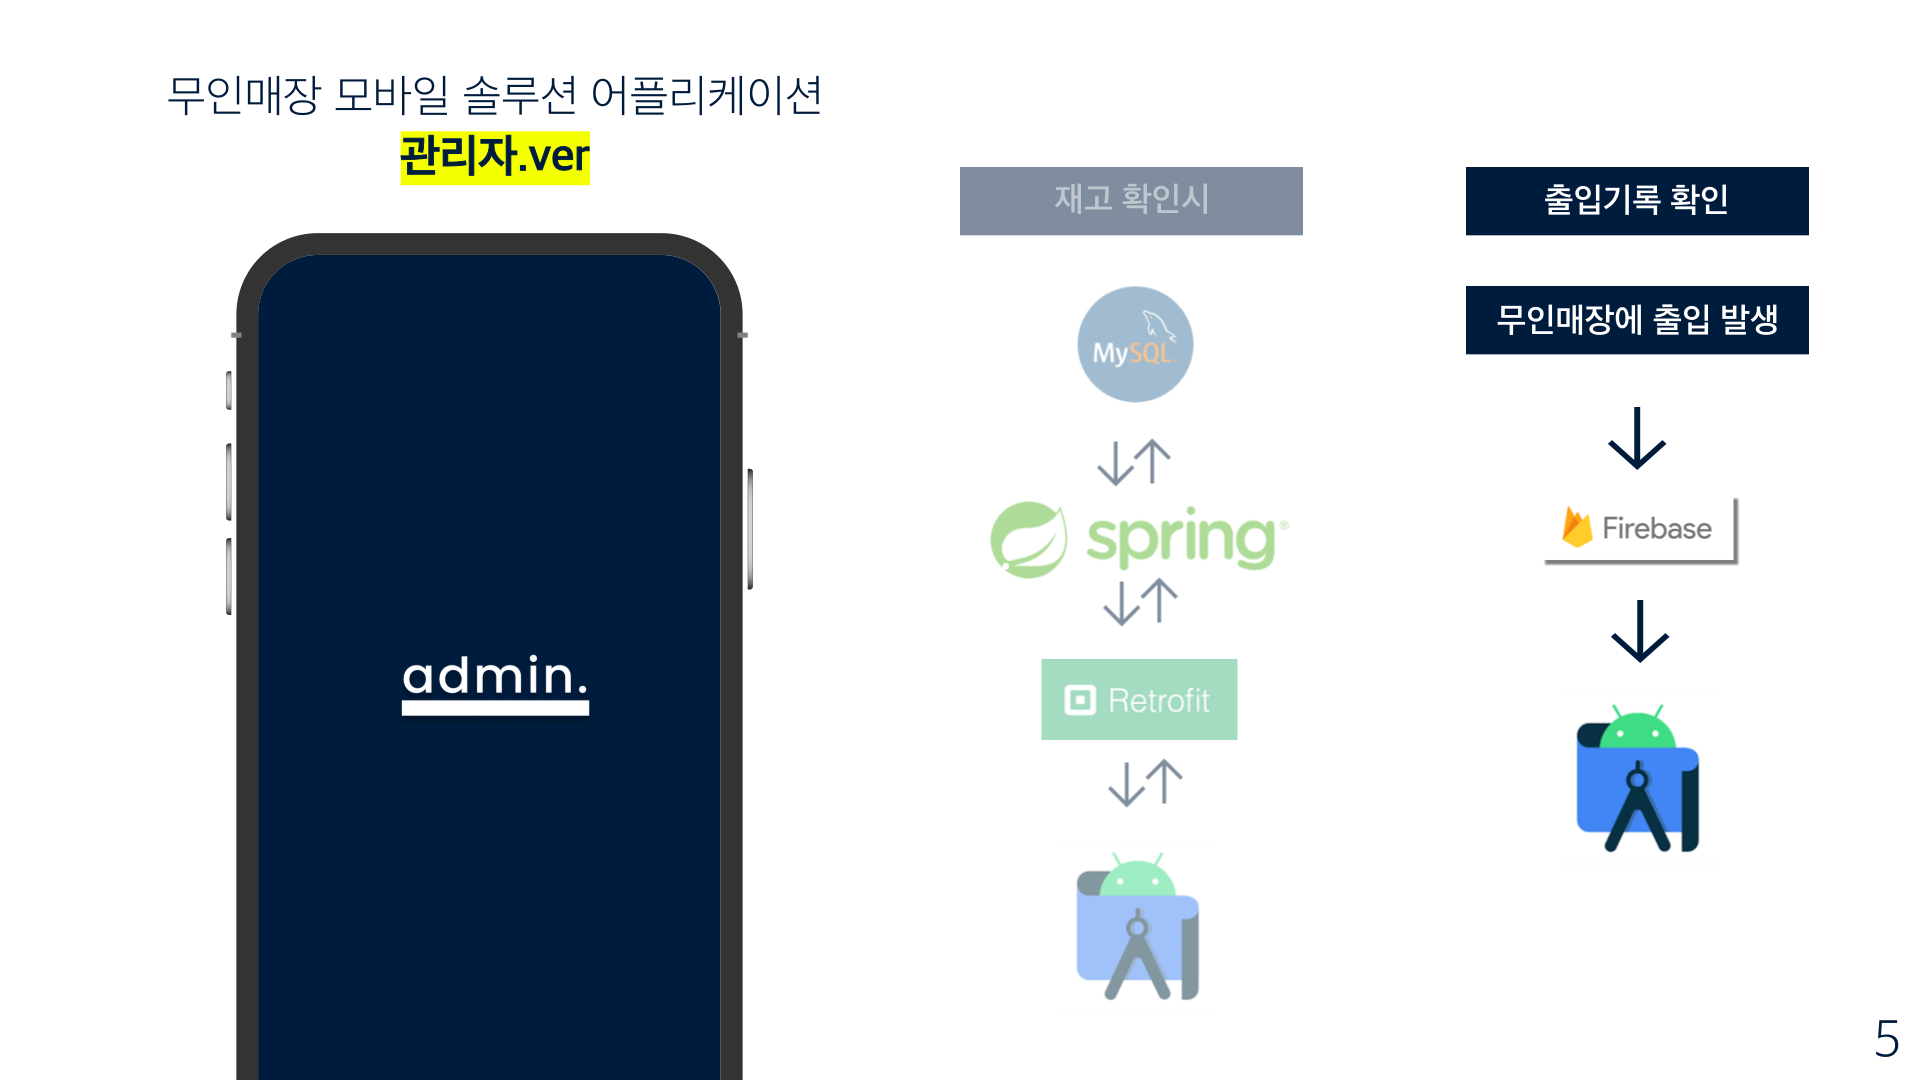 무인매장 모바일 솔루션 어플리케이션
관리자.ver
admin.
재고 확인시
MySQL
spring
Retrofit
출입기록 확인
무인매장에 출입 발생
Firebase
5